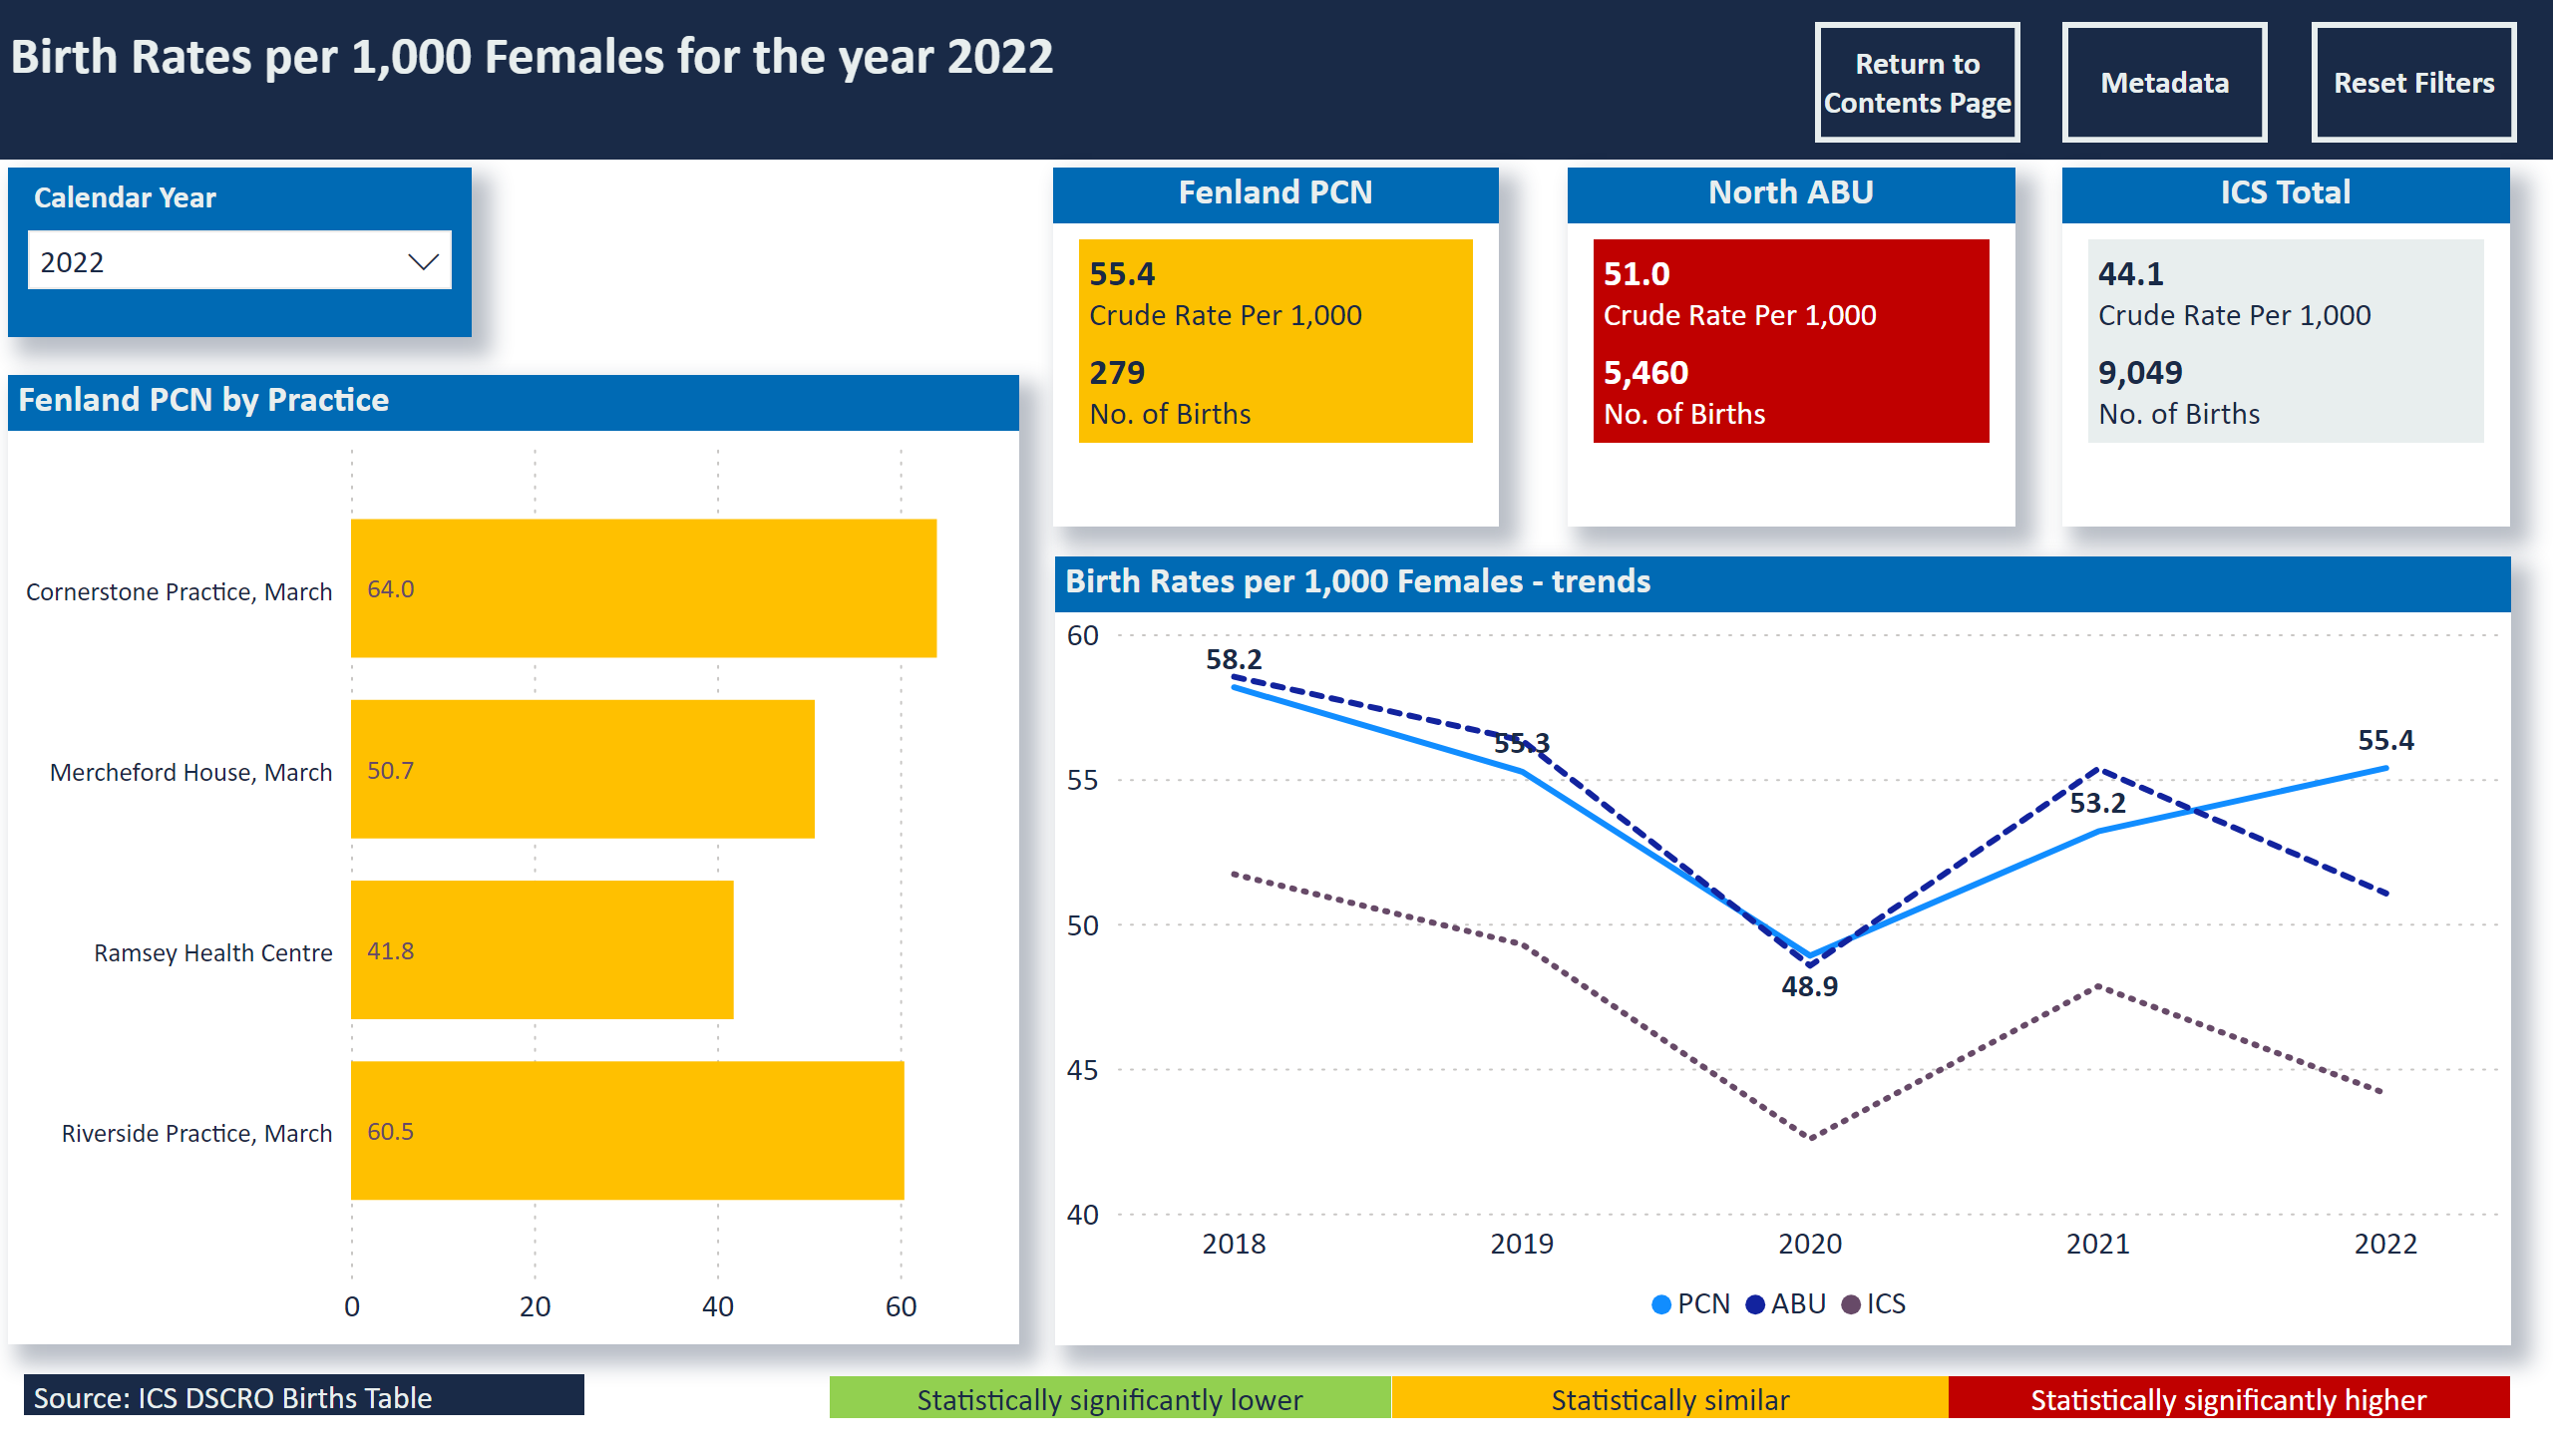 Birth Rates per 1,000 Females for the year 2022
Return to
Contents Page
Metadata
Reset Filters
Calendar Year
2022
Fenland PCN
55.4
Crude Rate Per 1,000
279
No. of Births
North ABU
51.0
Crude Rate Per 1,000
5,460
No. of Births
ICS Total
44.1
Crude Rate Per 1,000
9,049
No. of Births
Fenland PCN by Practice
Cornerstone Practice, March
64.0
Mercheford House, March
50.7
Ramsey Health Centre
41.8
Riverside Practice, March
60.5
0 20 40 60
Birth Rates per 1,000 Females - trends
60
55
50
45
40
58.2
55.3
48.9
53.2
55.4
2018 2019 2020 2021 2022
PCN ABU ICS
Source: ICS DSCRO Births Table
Statistically significantly lower
Statistically similar
Statistically significantly higher